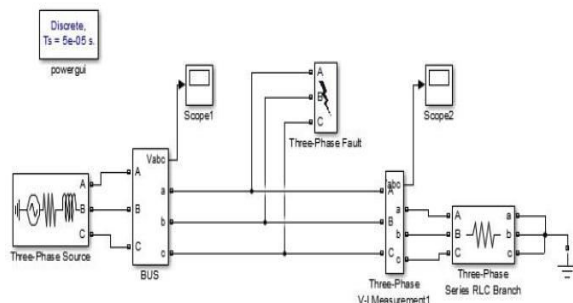 Discrete,
Ts = 5e-05 s.
powergui
Scope1
A
B
C
Three-Phase Fault
Scope2
A
B
C
Three-Phase Source
Vabc
A
B
C
a
b
c
BUS
abc
A
B
C
a
b
c
Three-Phase
V-I Measurement1
A
B
C
a
b
c
Three-Phase
Series RLC Branch